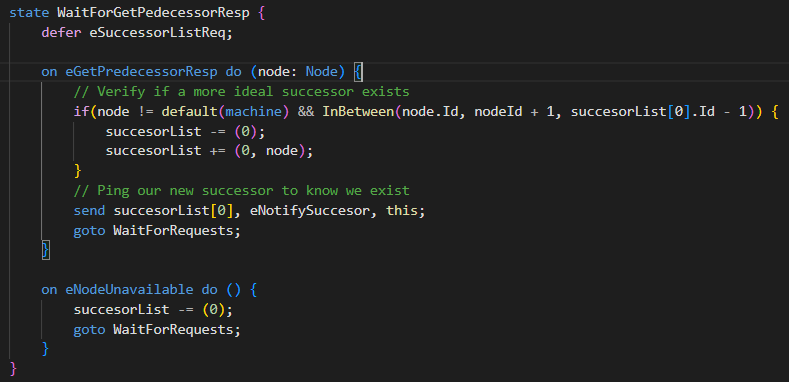 state WaitForGetPedecessorResp {
defer eSuccessorListReq;
on eGetPredecessorResp do (node: Node) {
// Verify if a more ideal successor exists
if(node != default(machine) && InBetween(node.Id, nodeId + 1, succesorList[0].Id - 1)) {
succesorList -= (0);
succesorList += (0, node);
}
// Ping our new successor to know we exist
send succesorList[0], eNotifySuccesor, this;
goto WaitForRequests;
}
on eNodeUnavailable do () {
succesorList -= (0);
goto WaitForRequests;
}
}